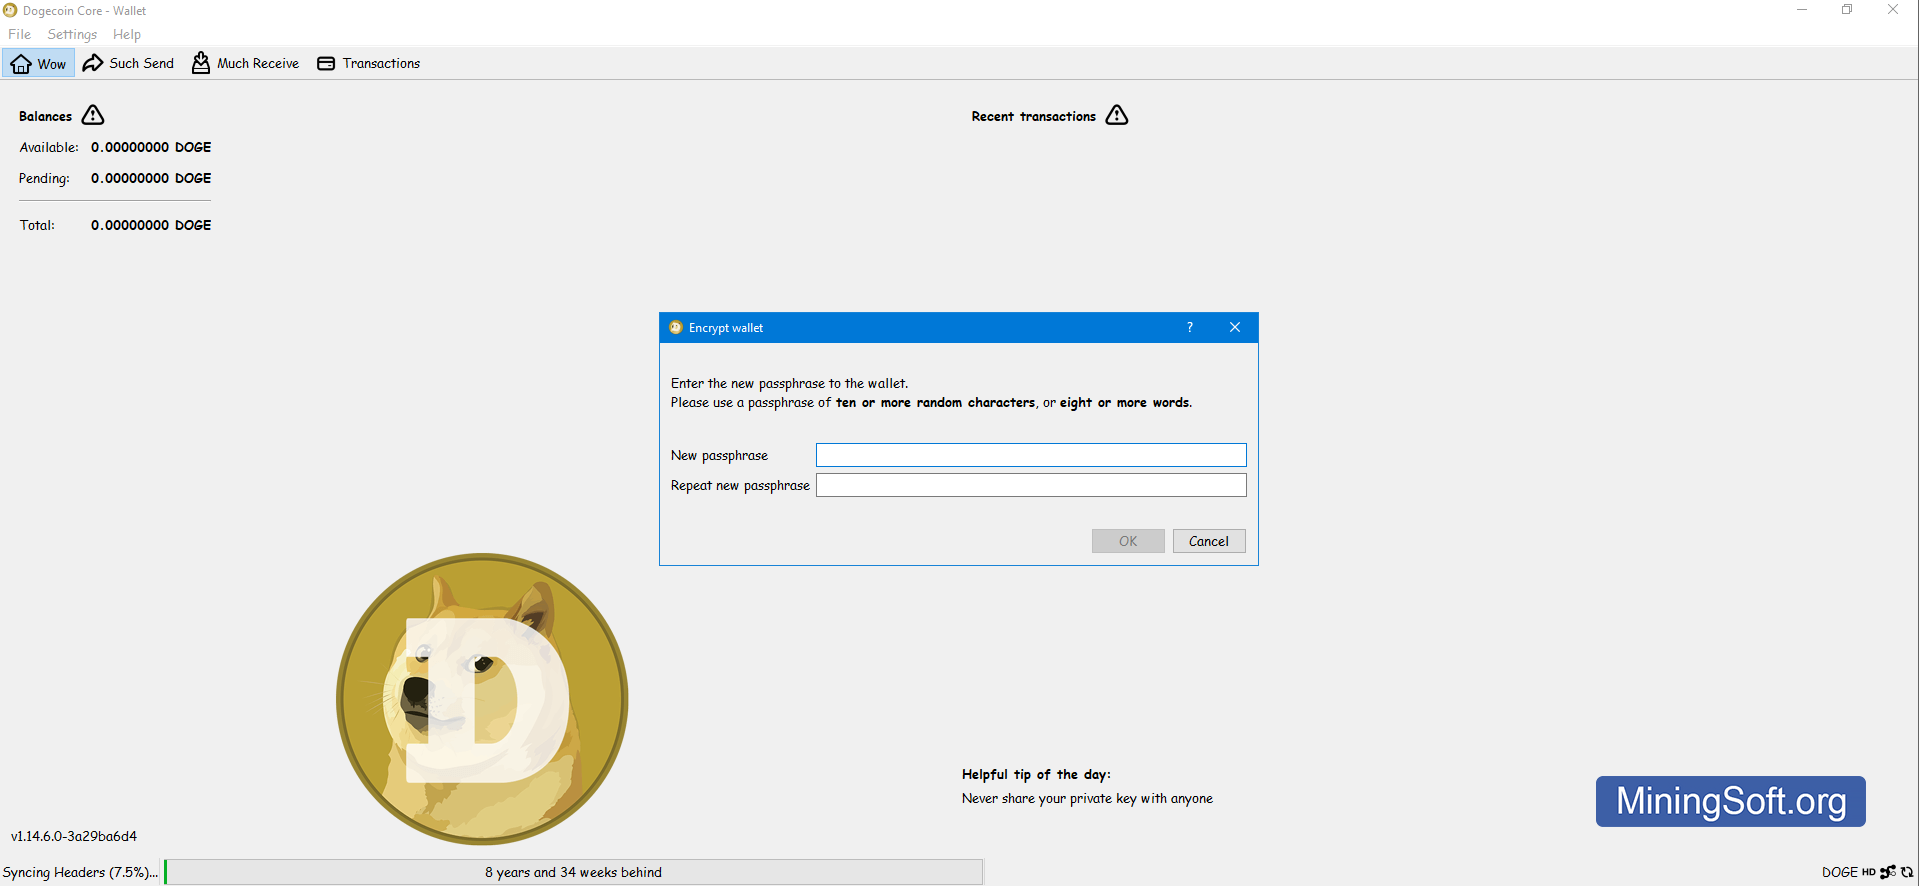 Dogecoin Core - Wallet
File Settings Help
Wow Such Send Much Receive Transactions
Balances
Recent transactions
Available: 0.00000000 DOGE
Pending: 0.00000000 DOGE
Total: 0.00000000 DOGE
Encrypt wallet ?
Enter the new passphrase to the wallet.
Please use a passphrase of ten or more random characters, or eight or more words.
New passphrase
Repeat new passphrase
OK Cancel
D
Helpful tip of the day:
Never share your private key with anyone
MiningSoft.org
v1.14.6.0-3a29ba6d4
Syncing Headers (7.5%)... 8 years and 34 weeks behind DOGE HD